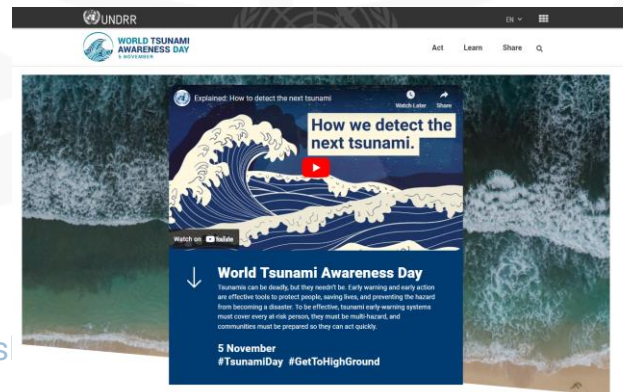 UNDRR
EN
WORLD TSUNAMI
AWARENESS DAY
5 NOVEMBER
Act Learn Share
Explained: How to detect the next tsunami
Watch Later Share
How we detect the
next tsunami.
Watch on YouTube
World Tsunami Awareness Day
Tsunamis can be deadly, but they needn't be. Early warning and early action
are effective tools to protect people, saving lives, and preventing the hazard
from becoming a disaster. To be effective, tsunami early-warning systems
must cover every at-risk person, they must be multi-hazard, and
communities must be prepared so they can act quickly.
5 November
#TsunamiDay #GetToHighGround
s